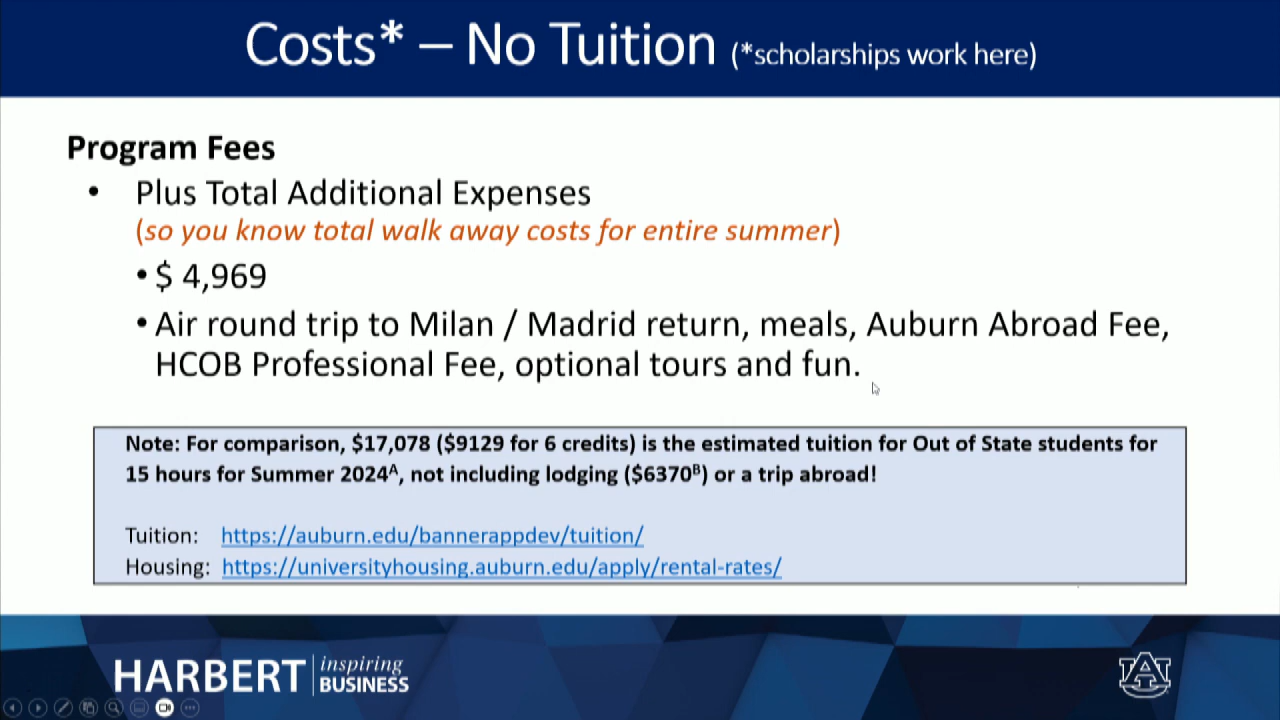 Costs* – No Tuition (*scholarships work here)
Program Fees
• Plus Total Additional Expenses
(so you know total walk away costs for entire summer)
• $ 4,969
• Air round trip to Milan / Madrid return, meals, Auburn Abroad Fee,
HCOB Professional Fee, optional tours and fun.
Note: For comparison, $17,078 ($9129 for 6 credits) is the estimated tuition for Out of State students for
15 hours for Summer 2024ᴬ, not including lodging ($6370ᴮ) or a trip abroad!
Tuition: https://auburn.edu/bannerappdev/tuition/
Housing: https://universityhousing.auburn.edu/apply/rental-rates/
HARBERT inspiring
BUSINESS
AU